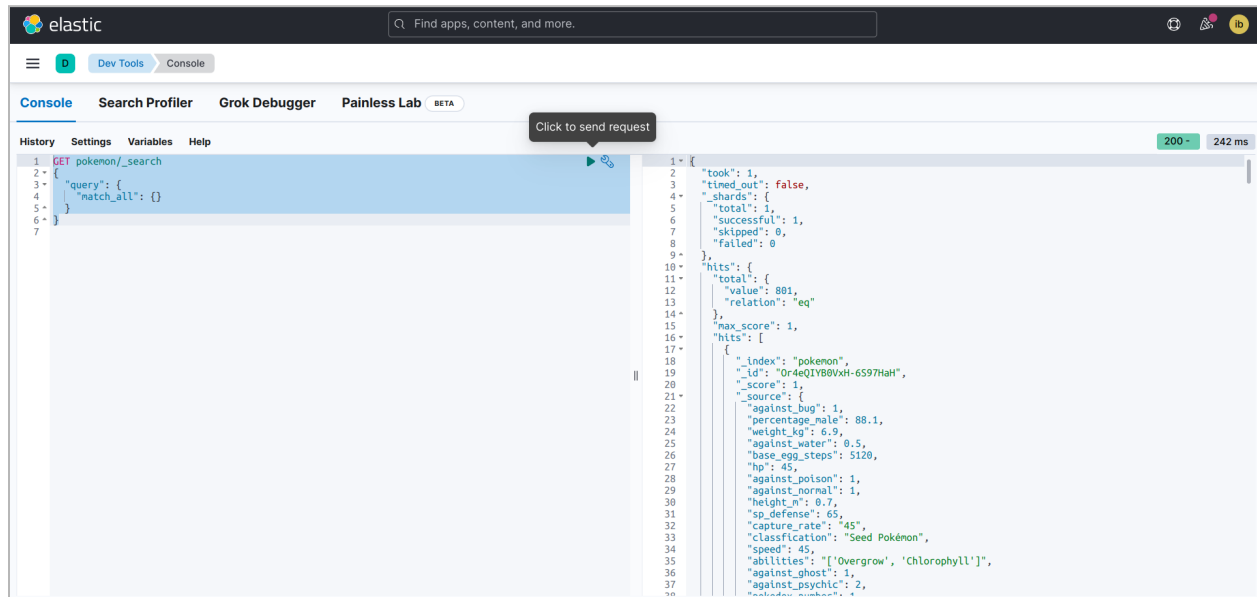 elastic
Find apps, content, and more.
ib
D
Dev Tools
Console
Console
Search Profiler
Grok Debugger
Painless Lab
BETA
Click to send request
History
Settings
Variables
Help
200 -
242 ms
1 GET pokemon/_search
2 {
3 "query": {
4 "match_all": {}
5 }
6 }
7
1 {
2 "took": 1,
3 "timed_out": false,
4 "_shards": {
5 "total": 1,
6 "successful": 1,
7 "skipped": 0,
8 "failed": 0
9 },
10 "hits": {
11 "total": {
12 "value": 801,
13 "relation": "eq"
14 },
15 "max_score": 1,
16 "hits": [
17 {
18 "_index": "pokemon",
19 "_id": "Or4eQIYB0VxH-6S97HaH",
20 "_score": 1,
21 "_source": {
22 "against_bug": 1,
23 "percentage_male": 88.1,
24 "weight_kg": 6.9,
25 "against_water": 0.5,
26 "base_egg_steps": 5120,
27 "hp": 45,
28 "against_poison": 1,
29 "against_normal": 1,
30 "height_m": 0.7,
31 "sp_defense": 65,
32 "capture_rate": "45",
33 "classfication": "Seed Pokémon",
34 "speed": 45,
35 "abilities": "['Overgrow', 'Chlorophyll']",
36 "against_ghost": 1,
37 "against_psychic": 2,
38 "pokedex_number": 1